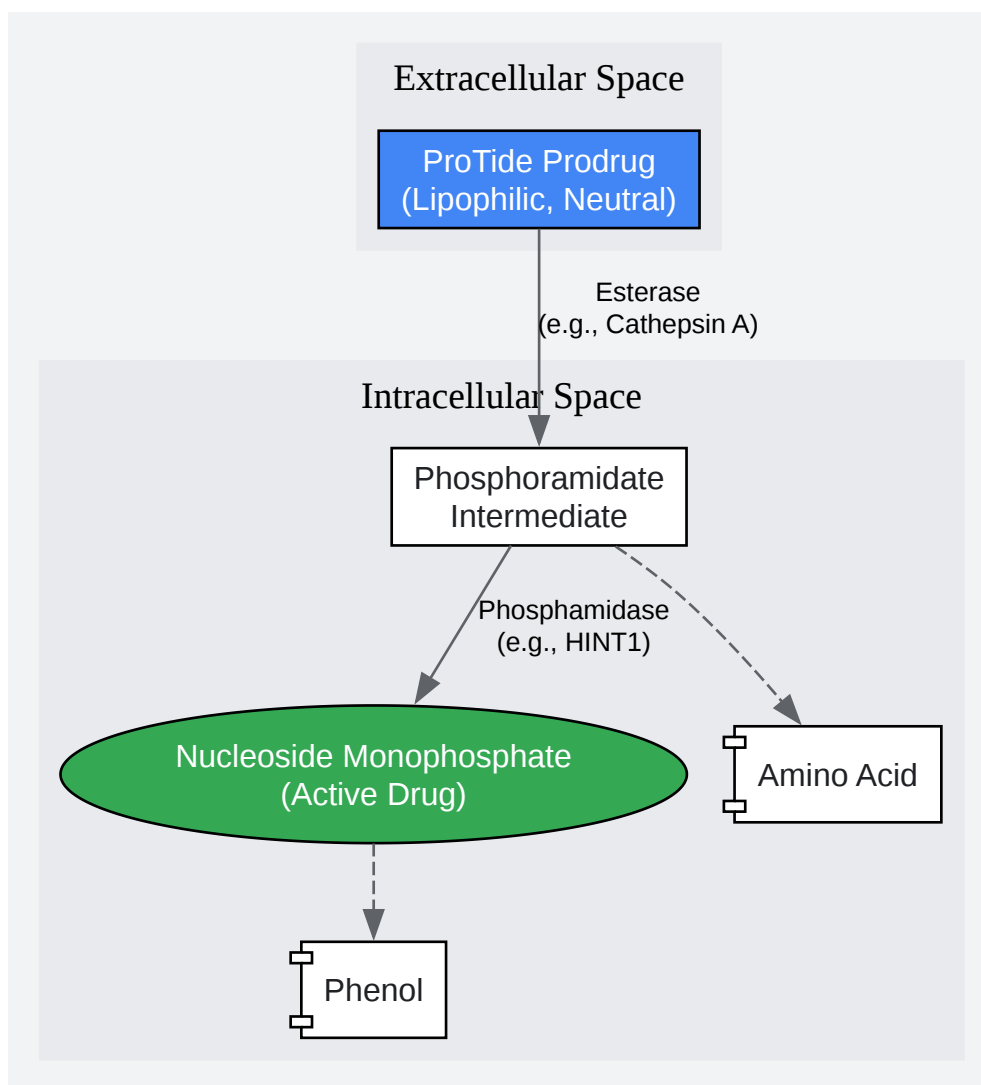 Extracellular Space
ProTide Prodrug
(Lipophilic, Neutral)
Esterase
(e.g., Cathepsin A)
Intracellular Space
Phosphoramidate
Intermediate
Phosphamidase
(e.g., HINT1)
Nucleoside Monophosphate
(Active Drug)
Amino Acid
Phenol